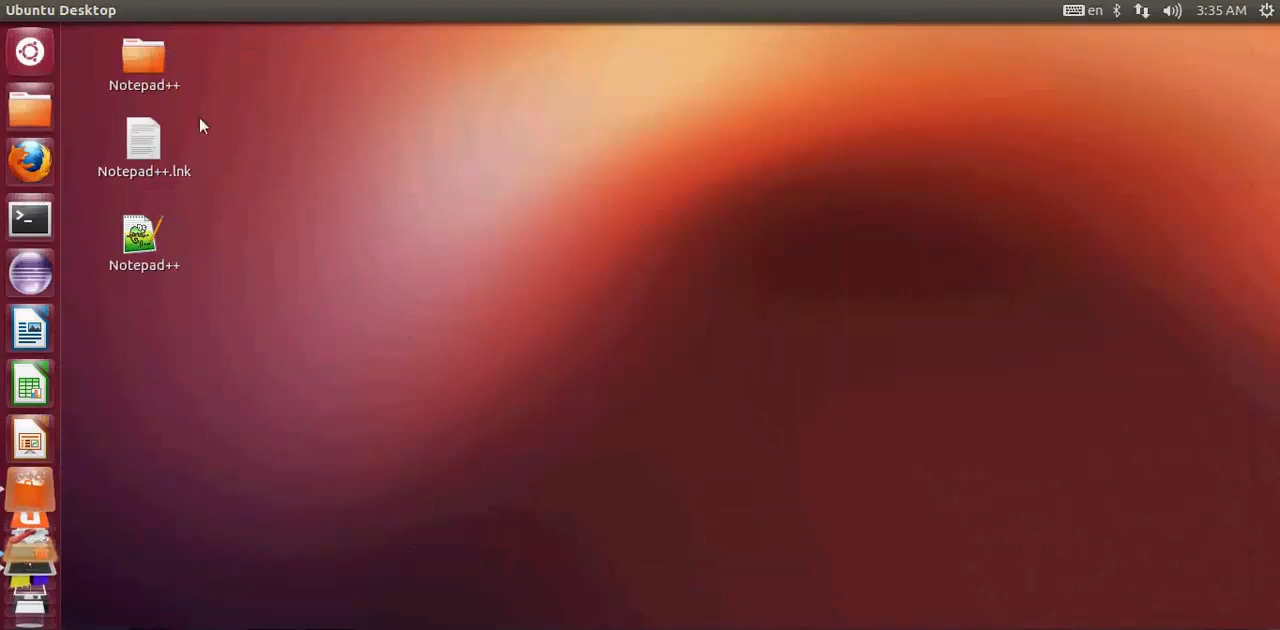 Ubuntu Desktop
en
3:35 AM
Notepad++
Notepad++.lnk
Notepad++